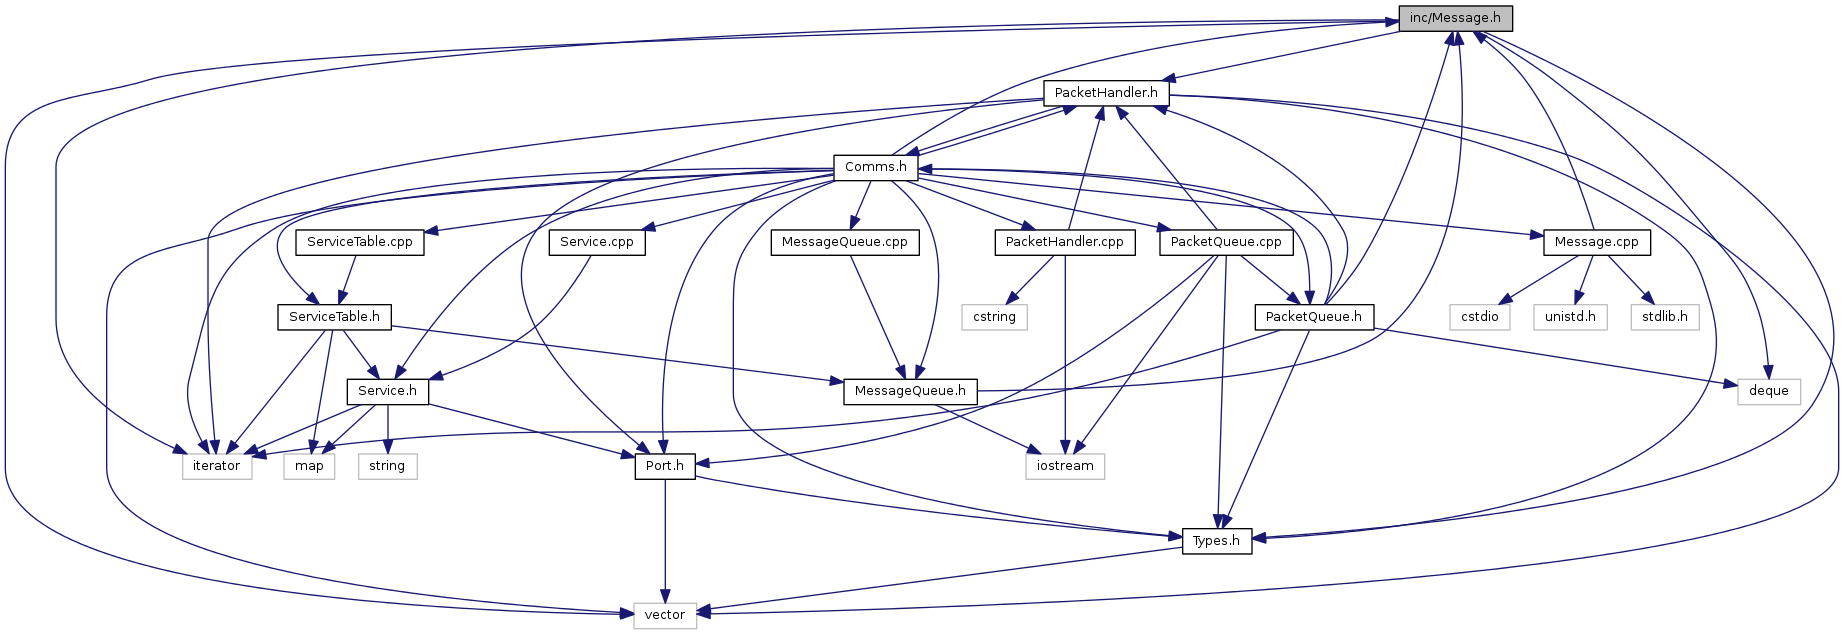 inc/Message.h
PacketHandler.h
Comms.h
ServiceTable.cpp
Service.cpp
MessageQueue.cpp
PacketHandler.cpp
PacketQueue.cpp
Message.cpp
ServiceTable.h
cstring
PacketQueue.h
cstdio
unistd.h
stdlib.h
Service.h
MessageQueue.h
deque
iterator
map
string
Port.h
iostream
Types.h
vector